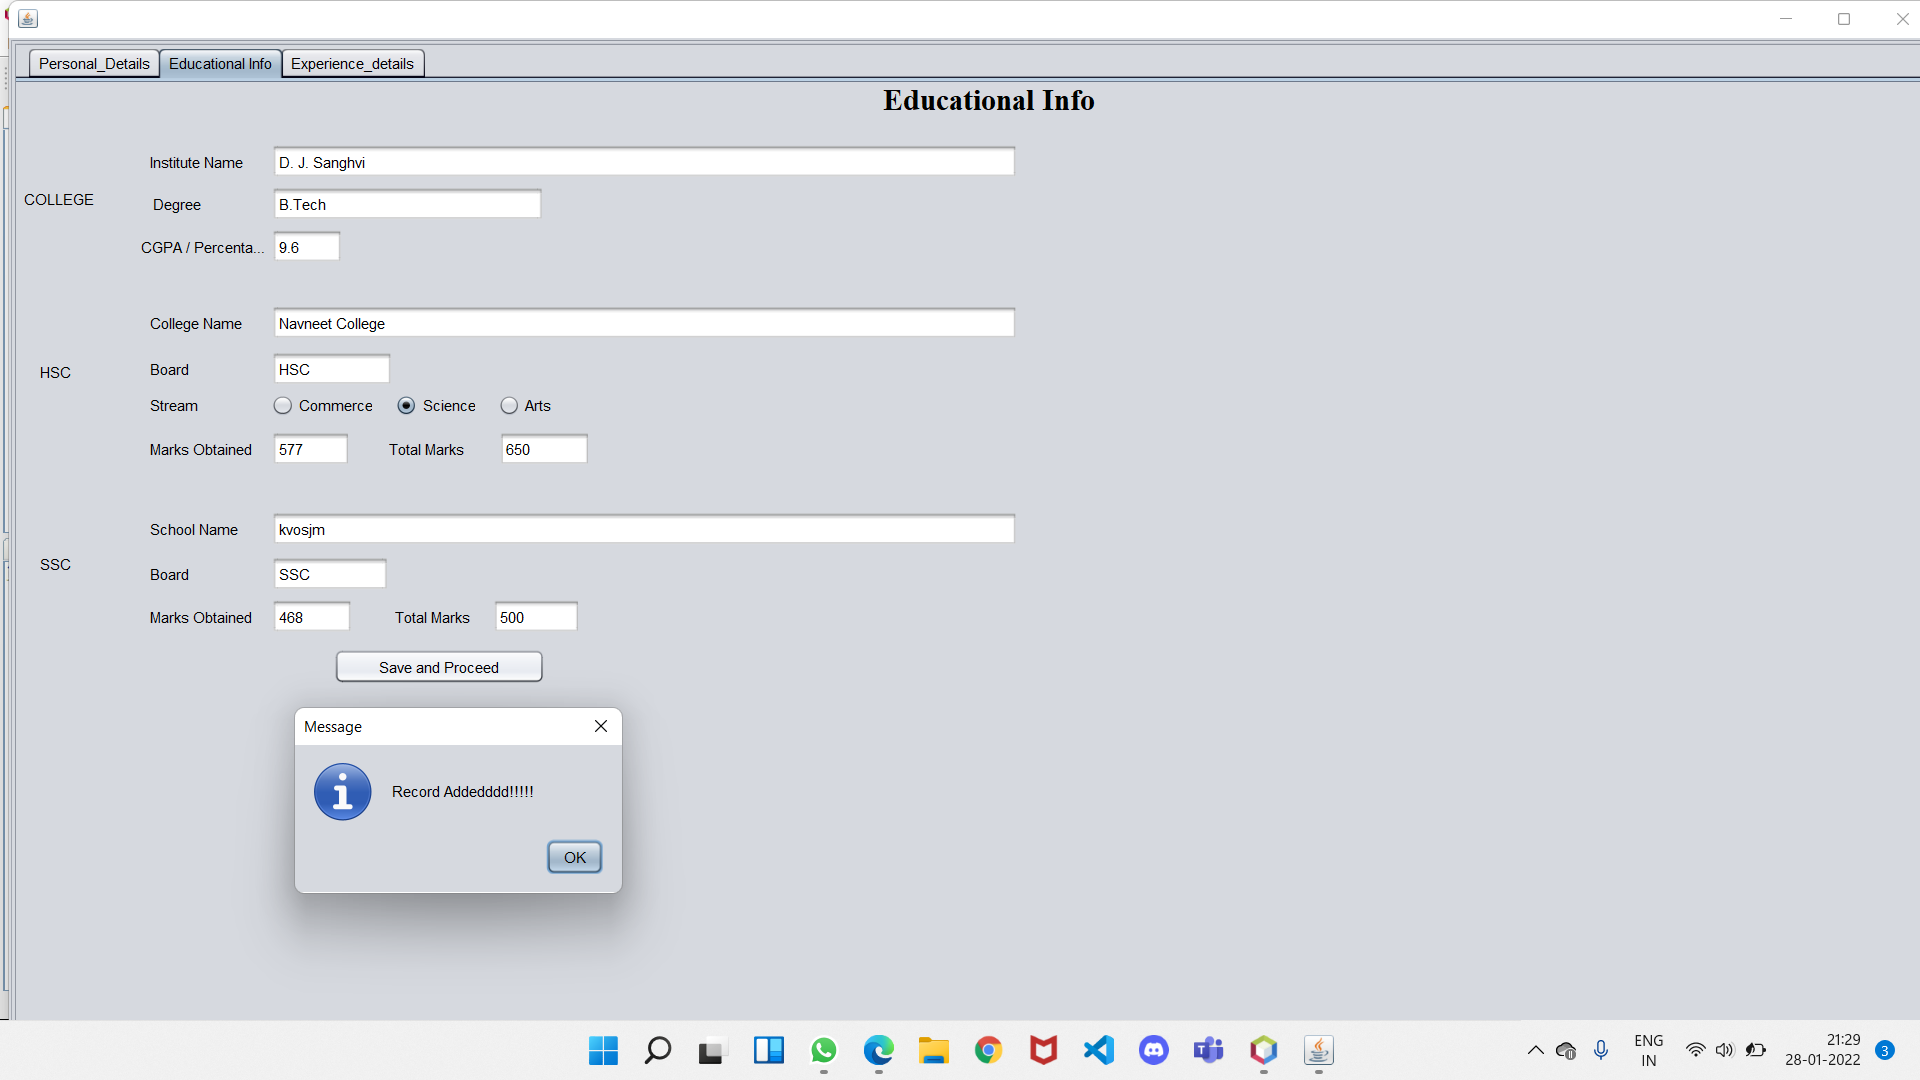 Personal_Details Educational Info Experience_details
Educational Info
Institute Name D. J. Sanghvi
COLLEGE
Degree B.Tech
CGPA / Percenta... 9.6
College Name Navneet College
HSC
Board HSC
Stream Commerce Science Arts
Marks Obtained 577 Total Marks 650
School Name kvosjm
SSC
Board SSC
Marks Obtained 468 Total Marks 500
Save and Proceed
Message
Record Addedddd!!!!!
OK
ENG
IN
21:29
28-01-2022
3